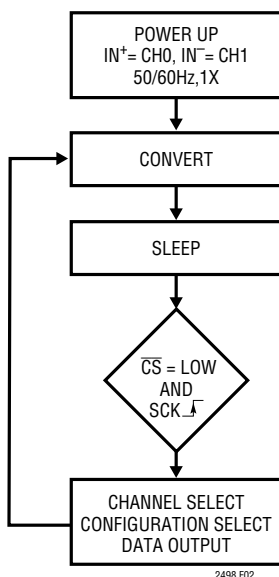 POWER UP
IN⁺= CH0, IN⁻= CH1
50/60Hz,1X
CONVERT
SLEEP
C̅S̅ = LOW
AND
SCK
CHANNEL SELECT
CONFIGURATION SELECT
DATA OUTPUT
2498 F02